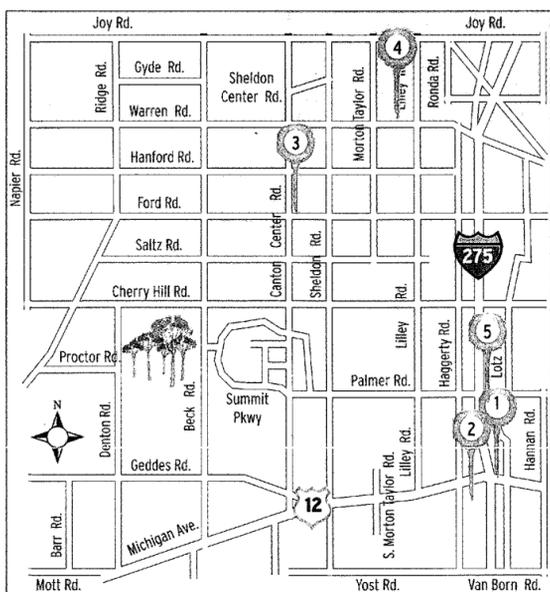 Joy Rd.
Joy Rd.
4
Gyde Rd.
Sheldon
Center Rd.
Ridge Rd.
Warren Rd.
Morton Taylor Rd.
Ronda Rd.
3
Hanford Rd.
Napier Rd.
Ford Rd.
Saltz Rd.
Canton Center Rd.
Sheldon Rd.
275
Cherry Hill Rd.
Lilley Rd.
Haggerty Rd.
5
Lotz
Proctor Rd.
Palmer Rd.
Beck Rd.
Summit
Pkwy
1
2
N
Denton Rd.
Lilley Rd.
Hannan Rd.
Geddes Rd.
S. Morton Taylor Rd.
12
Barr Rd.
Michigan Ave.
Mott Rd.
Yost Rd.
Van Born Rd.